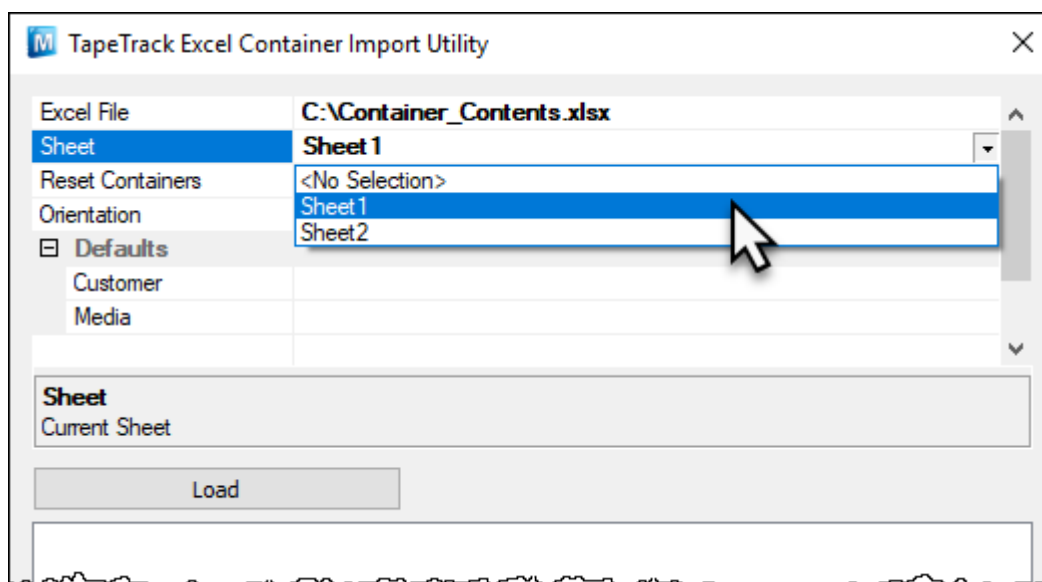 M TapeTrack Excel Container Import Utility
Excel File C:\Container_Contents.xlsx
Sheet Sheet1
Reset Containers <No Selection>
Orientation Sheet1
Sheet2
Defaults
Customer
Media
Sheet
Current Sheet
Load